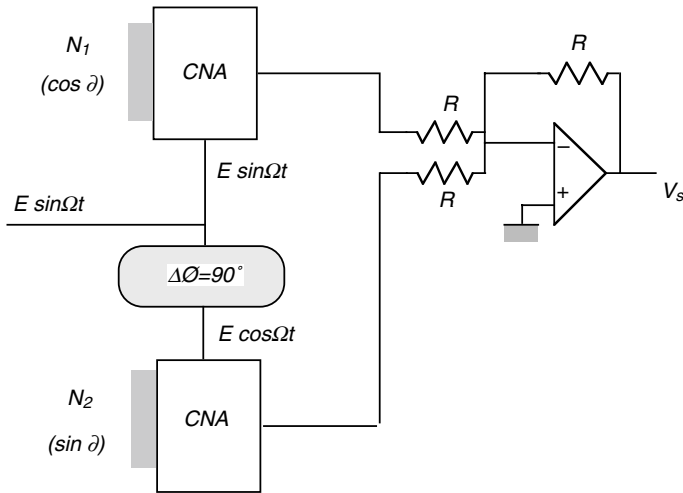 N1
(cos ∂)
CNA
R
R
R
−
+
Vs
E sinΩt
E sinΩt
ΔØ=90˚
E cosΩt
N2
(sin ∂)
CNA